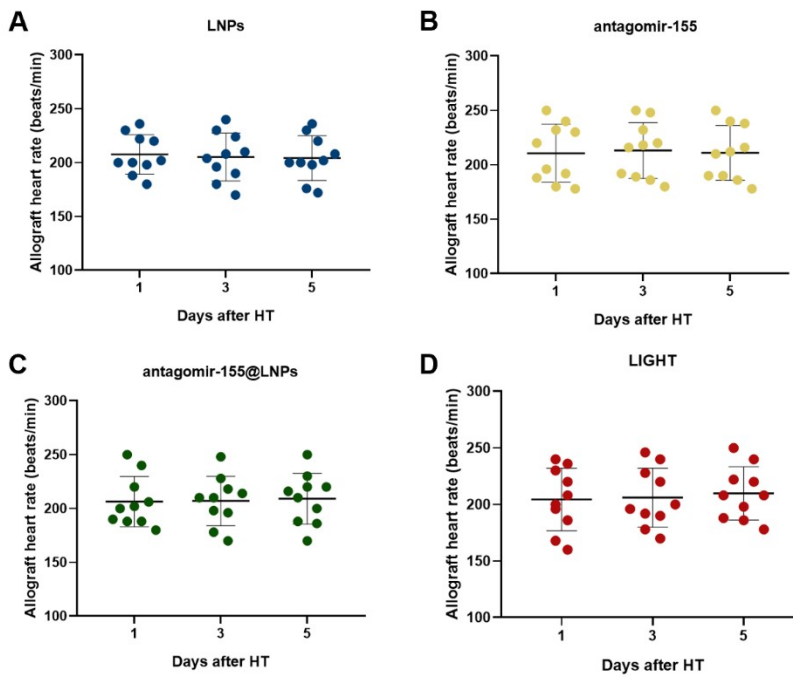 A
LNPs
Allograft heart rate (beats/min)
300
250
200
150
100
1 3 5
Days after HT
B
antagomir-155
Allograft heart rate (beats/min)
300
250
200
150
100
1 3 5
Days after HT
C
antagomir-155@LNPs
Allograft heart rate (beats/min)
300
250
200
150
100
1 3 5
Days after HT
D
LIGHT
Allograft heart rate (beats/min)
300
250
200
150
100
1 3 5
Days after HT